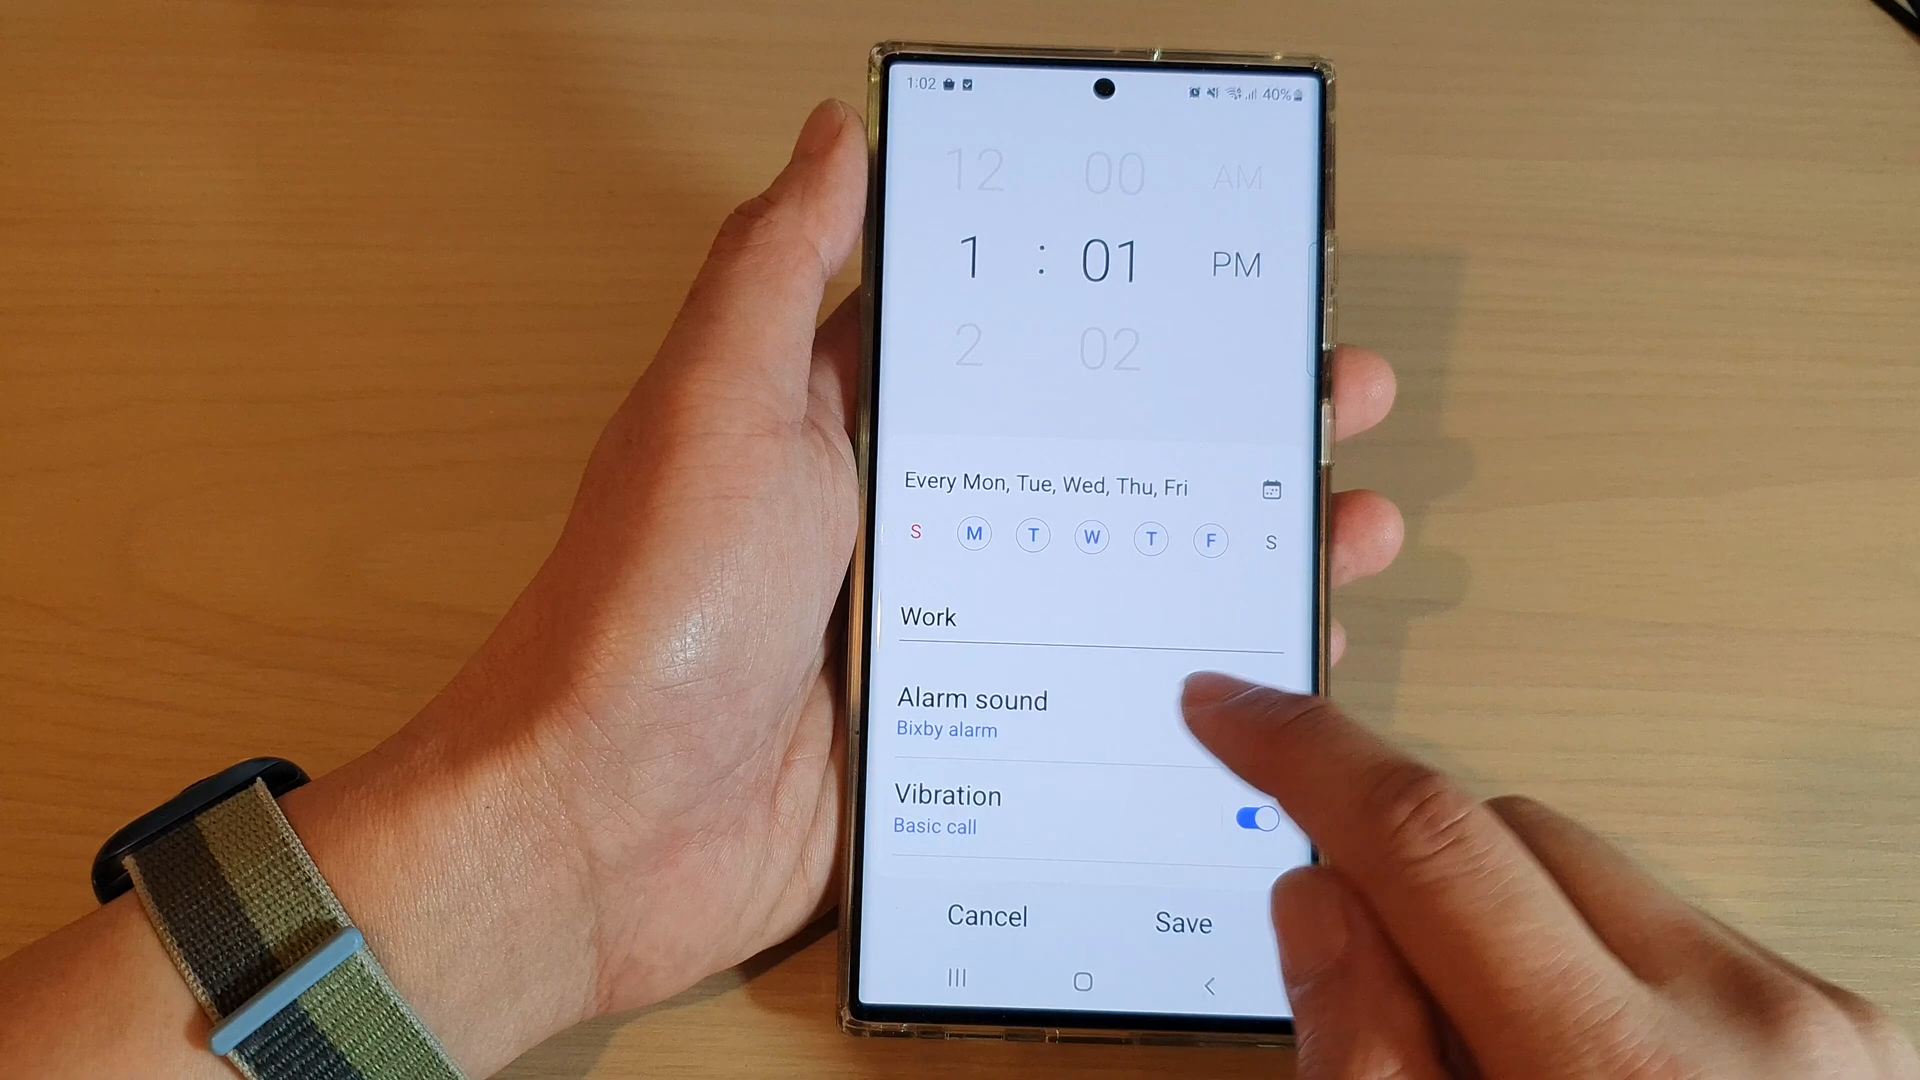 1:02 40%
12 00 AM
1 : 01 PM
2 02
Every Mon, Tue, Wed, Thu, Fri
S M T W T F S
Work
Alarm sound
Bixby alarm
Vibration
Basic call
Cancel Save